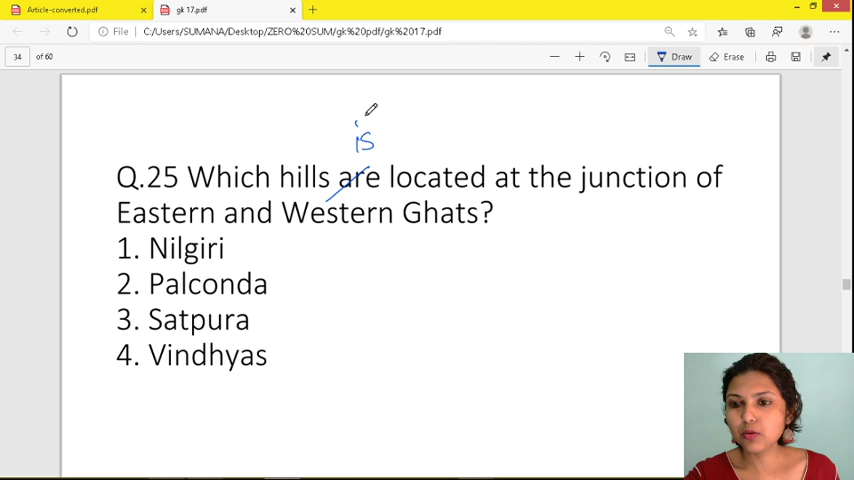 Article-converted.pdf
gk 17.pdf
File
C:/Users/SUMANA/Desktop/ZERO%20SUM/gk%20pdf/gk%2017.pdf
34 of 60
Draw
Erase
is
Q.25 Which hills are located at the junction of
Eastern and Western Ghats?
1. Nilgiri
2. Palconda
3. Satpura
4. Vindhyas